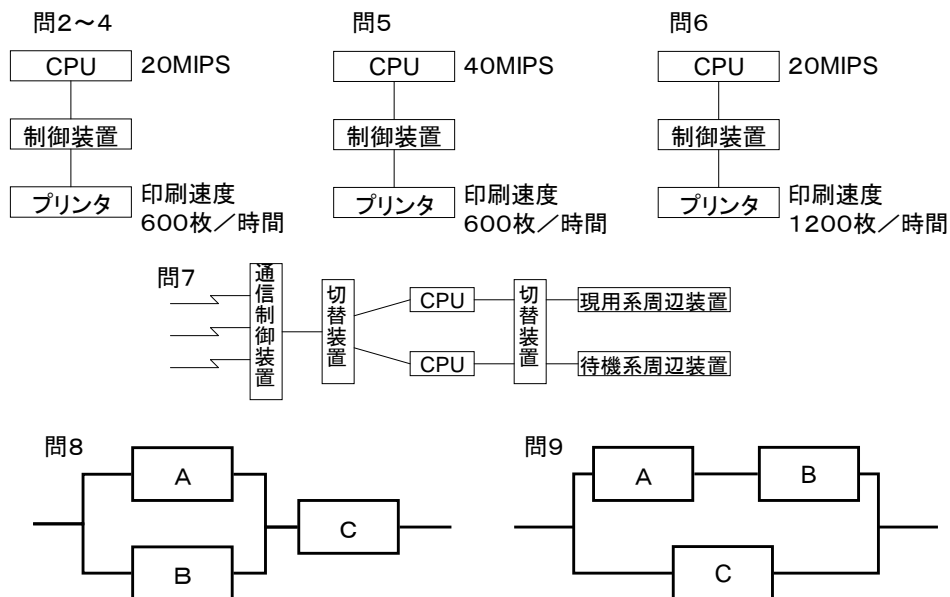 問2～4
CPU 20MIPS
制御装置
プリンタ 印刷速度
600枚／時間
問5
CPU 40MIPS
制御装置
プリンタ 印刷速度
600枚／時間
問6
CPU 20MIPS
制御装置
プリンタ 印刷速度
1200枚／時間
問7
通信制御装置
切替装置
CPU
CPU
切替装置
現用系周辺装置
待機系周辺装置
問8
A
B
C
問9
A
B
C